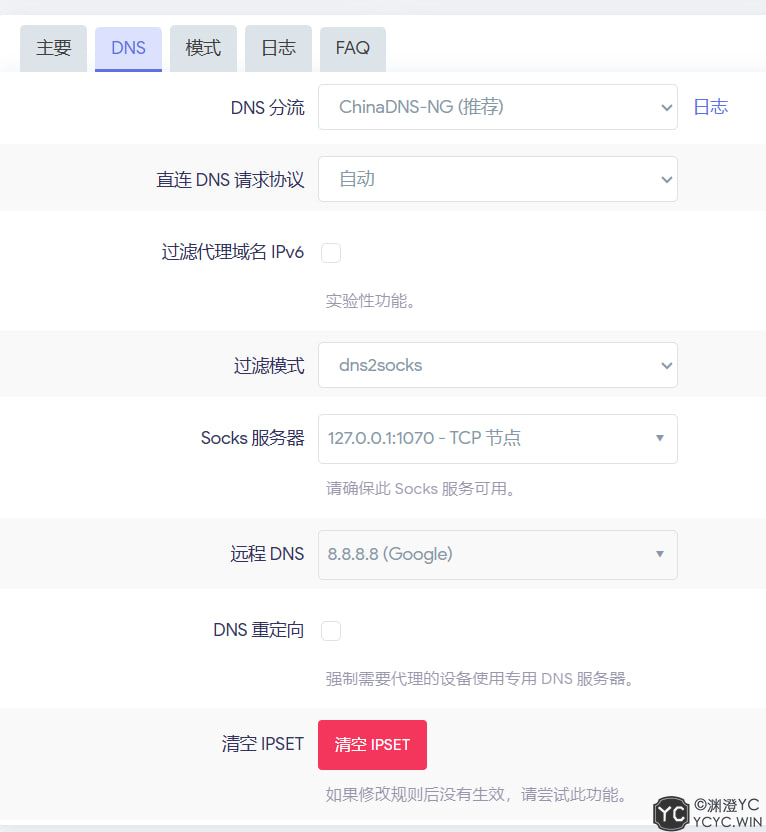 主要 DNS 模式 日志 FAQ
DNS 分流 ChinaDNS-NG (推荐) 日志
直连 DNS 请求协议 自动
过滤代理域名 IPv6
实验性功能。
过滤模式 dns2socks
Socks 服务器 127.0.0.1:1070 - TCP 节点
请确保此 Socks 服务可用。
远程 DNS 8.8.8.8 (Google)
DNS 重定向
强制需要代理的设备使用专用 DNS 服务器。
清空 IPSET 清空 IPSET
如果修改规则后没有生效，请尝试此功能。
YC ©渊澄YC
YCYC.WIN